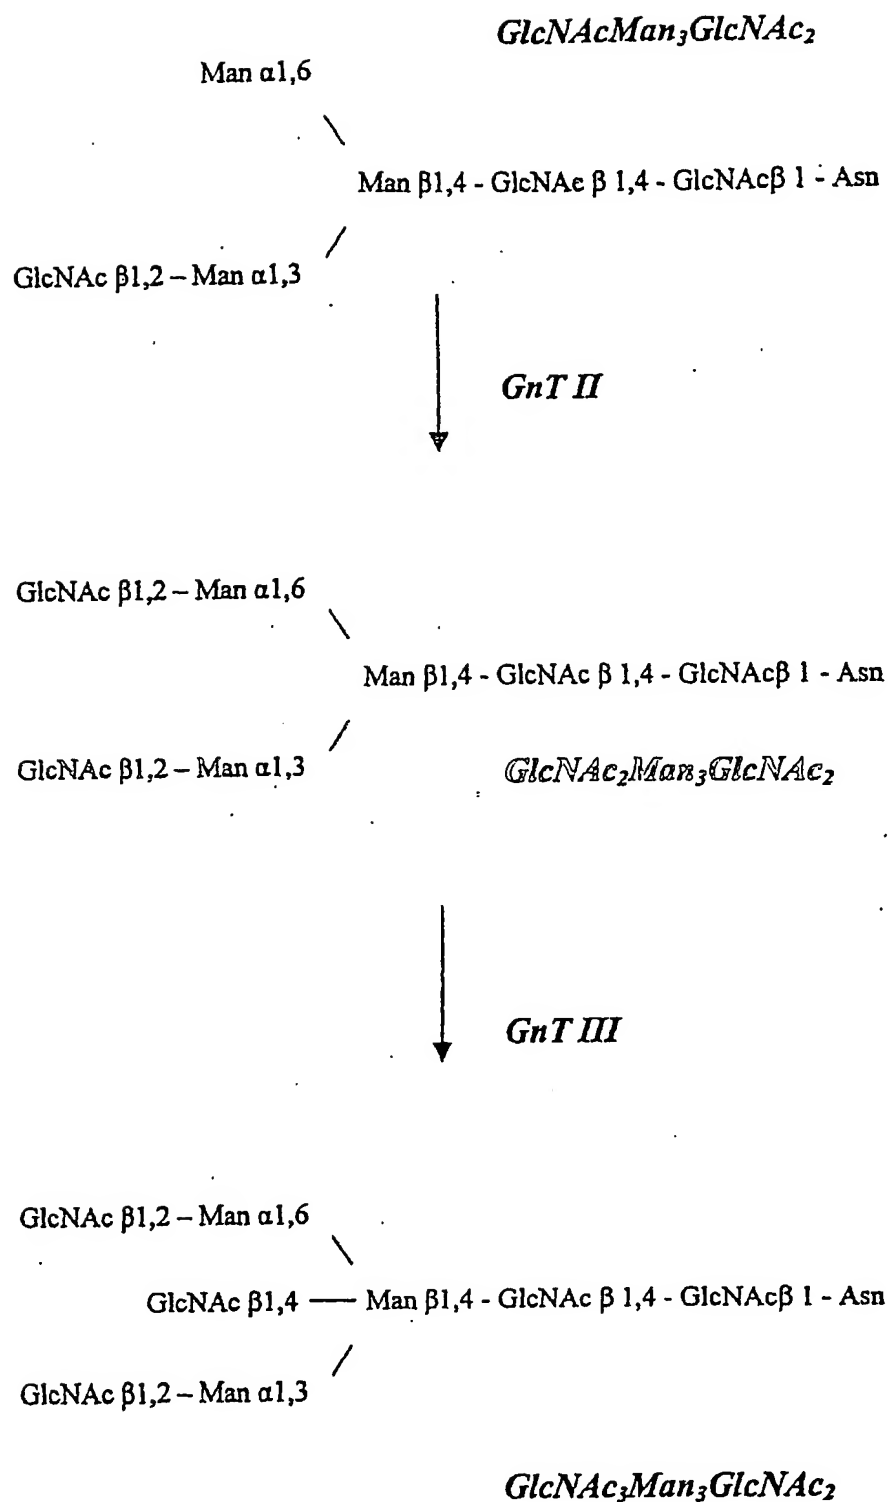 GlcNAcMan₃GlcNAc₂
Man α1,6
Man β1,4 - GlcNAe β 1,4 - GlcNAcβ 1 - Asn
GlcNAc β1,2 – Man α1,3
GnT II
GlcNAc β1,2 – Man α1,6
Man β1,4 - GlcNAc β 1,4 - GlcNAcβ 1 - Asn
GlcNAc β1,2 – Man α1,3
GlcNAc₂Man₃GlcNAc₂
GnT III
GlcNAc β1,2 – Man α1,6
GlcNAc β1,4 — Man β1,4 - GlcNAc β 1,4 - GlcNAcβ 1 - Asn
GlcNAc β1,2 – Man α1,3
GlcNAc₃Man₃GlcNAc₂